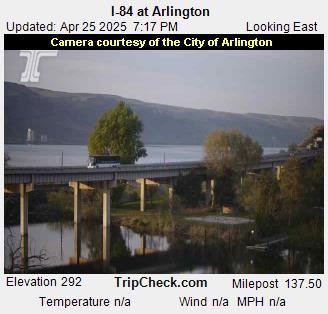 I-84 at Arlington
Updated: Apr 25 2025 7:17 PM Looking East
Camera courtesy of the City of Arlington
Elevation 292 TripCheck.com Milepost 137.50
Temperature n/a Wind n/a MPH n/a